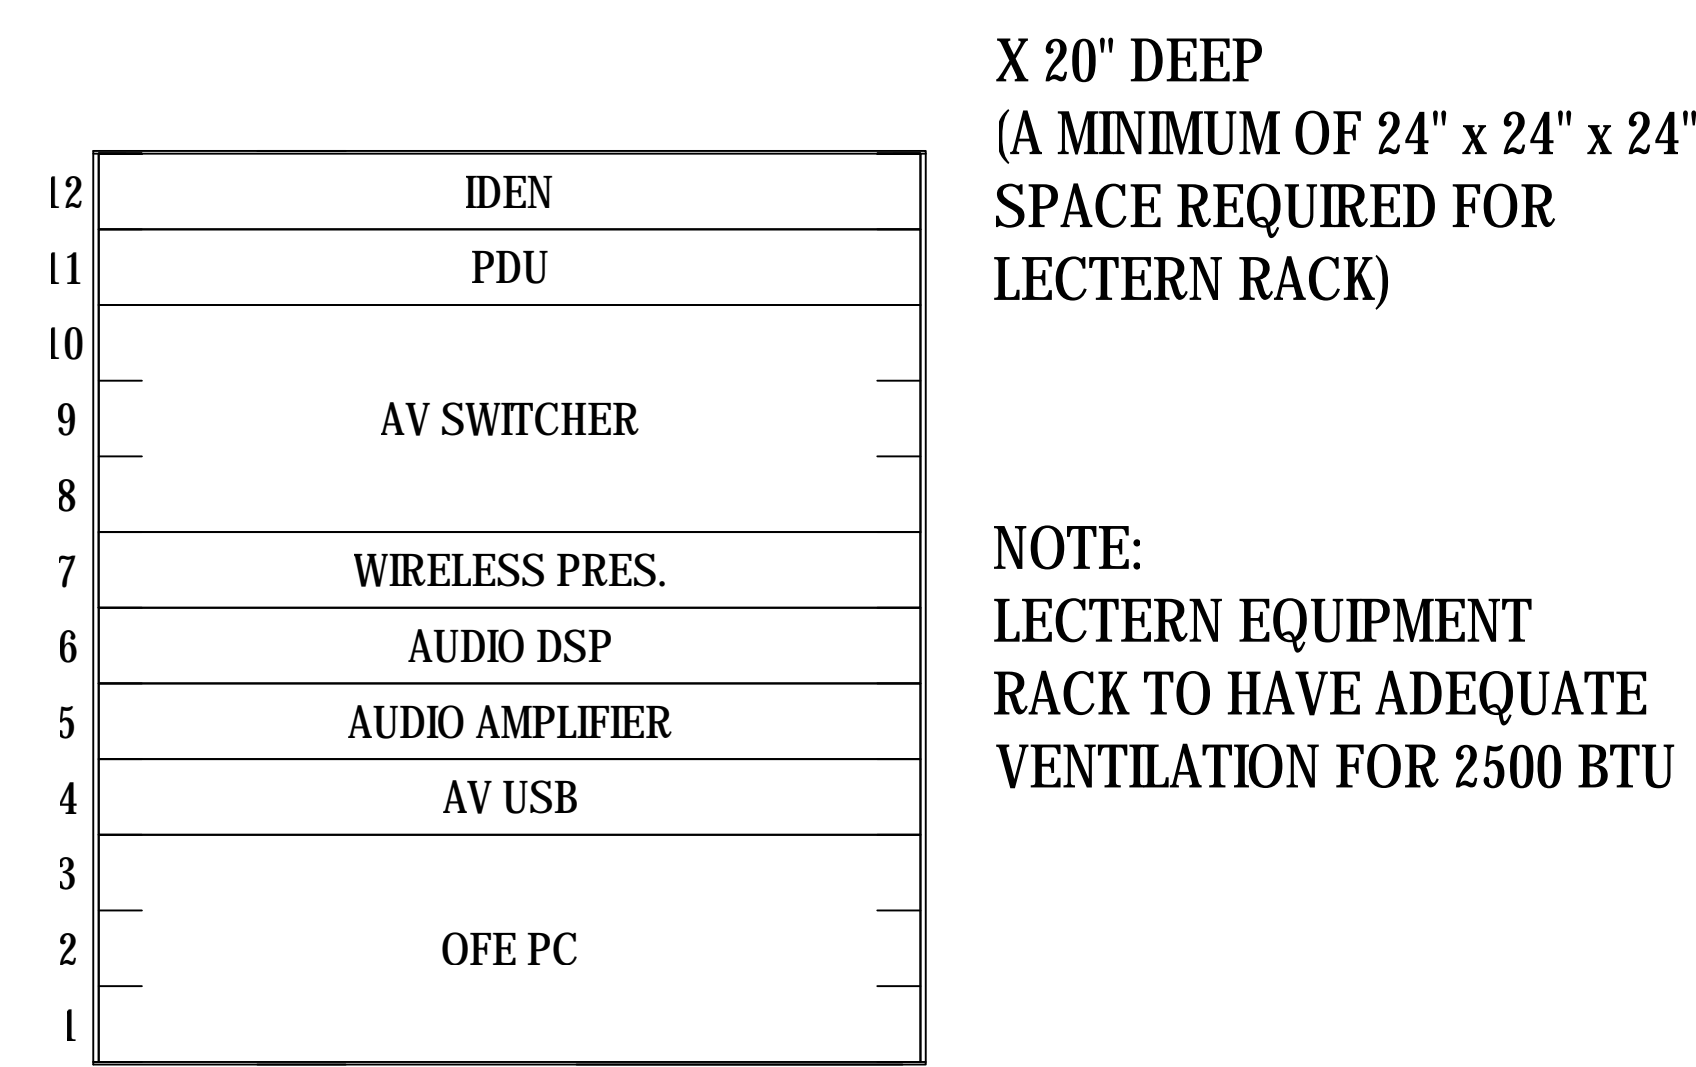 X 20" DEEP
(A MINIMUM OF 24" x 24" x 24"
SPACE REQUIRED FOR
LECTERN RACK)
12 IDEN
11 PDU
10
9 AV SWITCHER
8
7 WIRELESS PRES.
6 AUDIO DSP
5 AUDIO AMPLIFIER
4 AV USB
3
2 OFE PC
1
NOTE:
LECTERN EQUIPMENT
RACK TO HAVE ADEQUATE
VENTILATION FOR 2500 BTU